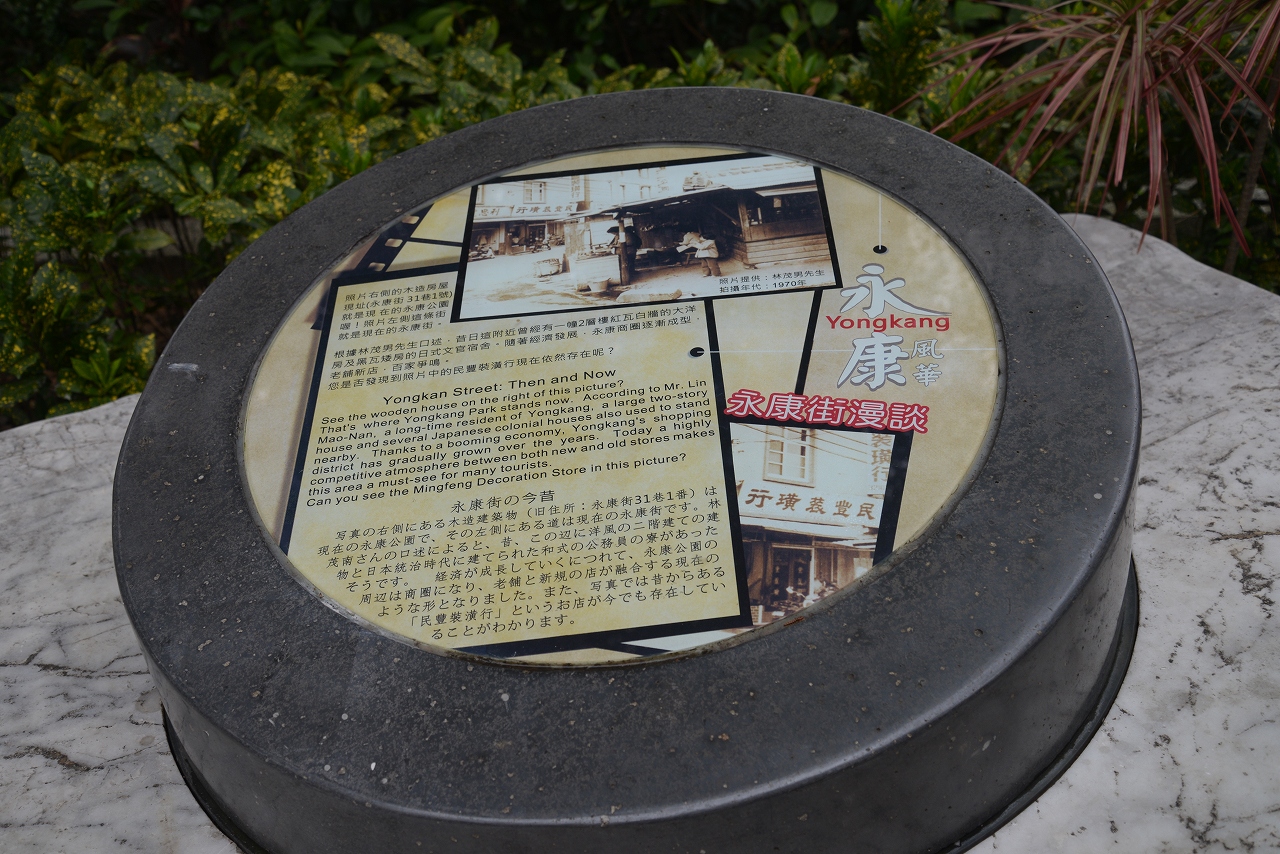 利忠
行潢裝豐民
照片提供：林茂男先生
拍攝年代：1970年
照片右側的木造房屋
現址(永康街31巷1號)
就是現在的永康公園
喔！照片左側這條街
就是現在的永康街。
根據林茂男先生口述，昔日這附近曾經有一幢2層樓紅瓦白牆的大洋
房及黑瓦矮房的日式文官宿舍。隨著經濟發展，永康商圈逐漸成型，
老舖新店，百家爭鳴。
您是否發現到照片中的民豐裝潢行現在依然存在呢？
Yongkan Street: Then and Now
See the wooden house on the right of this picture?
That's where Yongkang Park stands now. According to Mr. Lin
Mao-Nan, a long-time resident of Yongkang, a large two-story
house and several Japanese colonial houses also used to stand
nearby. Thanks to a booming economy, Yongkang's shopping
district has gradually grown over the years. Today a highly
competitive atmosphere between both new and old stores makes
this area a must-see for many tourists.
Can you see the Mingfeng Decoration Store in this picture?
永康街の今昔
写真の右側にある木造建築物（旧住所：永康街31巷1番）は
現在の永康公園で、その左側にある道は現在の永康街です。林
茂南さんの口述によると、昔、この辺に洋風の二階建ての建
物と日本統治時代に建てられた和式の公務員の寮があった
そうです。 経済が成長していくにつれて、永康公園の
周辺は商圏になり、老舗と新規の店が融合する現在の
ような形となりました。また、写真では昔からある
「民豐裝潢行」というお店が今でも存在してい
ることがわかります。
永
Yongkang
康
風華
永康街漫談
裝潢行
行潢裝豐民